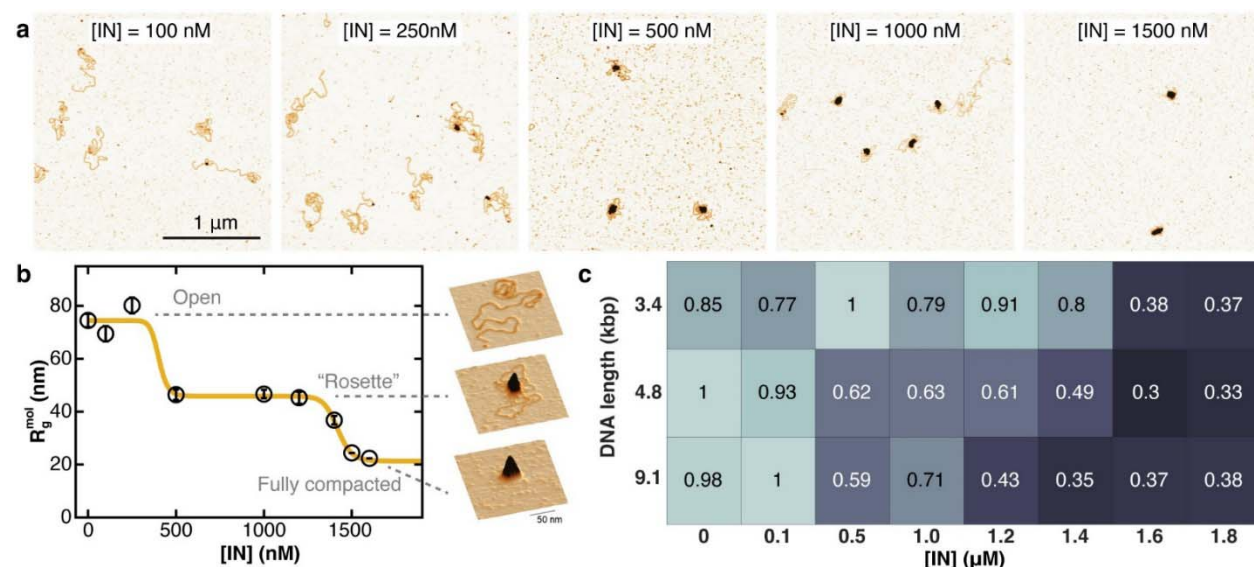 a
[IN] = 100 nM
[IN] = 250nM
[IN] = 500 nM
[IN] = 1000 nM
[IN] = 1500 nM
1 μm
b
R_g^mol (nm)
80
60
40
20
0
0
500
1000
1500
[IN] (nM)
Open
"Rosette"
Fully compacted
50 nm
c
DNA length (kbp)
3.4 0.85 0.77 1 0.79 0.91 0.8 0.38 0.37
4.8 1 0.93 0.62 0.63 0.61 0.49 0.3 0.33
9.1 0.98 1 0.59 0.71 0.43 0.35 0.37 0.38
0 0.1 0.5 1.0 1.2 1.4 1.6 1.8
[IN] (μM)